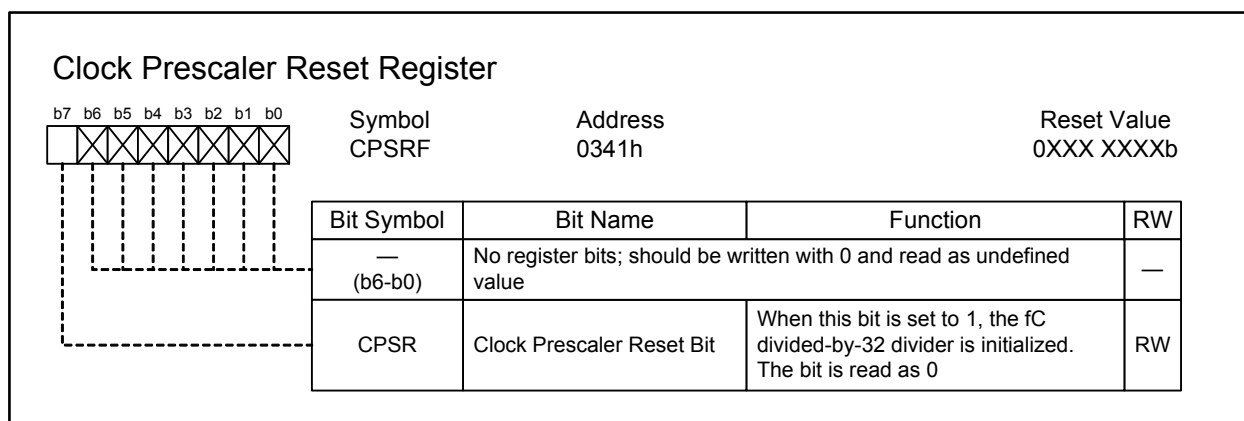 Clock Prescaler Reset Register
b7 b6 b5 b4 b3 b2 b1 b0
Symbol Address Reset Value
CPSRF 0341h 0XXX XXXXb
Bit Symbol Bit Name Function RW
—
(b6-b0)
No register bits; should be written with 0 and read as undefined
value
—
CPSR
Clock Prescaler Reset Bit
When this bit is set to 1, the fC
divided-by-32 divider is initialized.
The bit is read as 0
RW